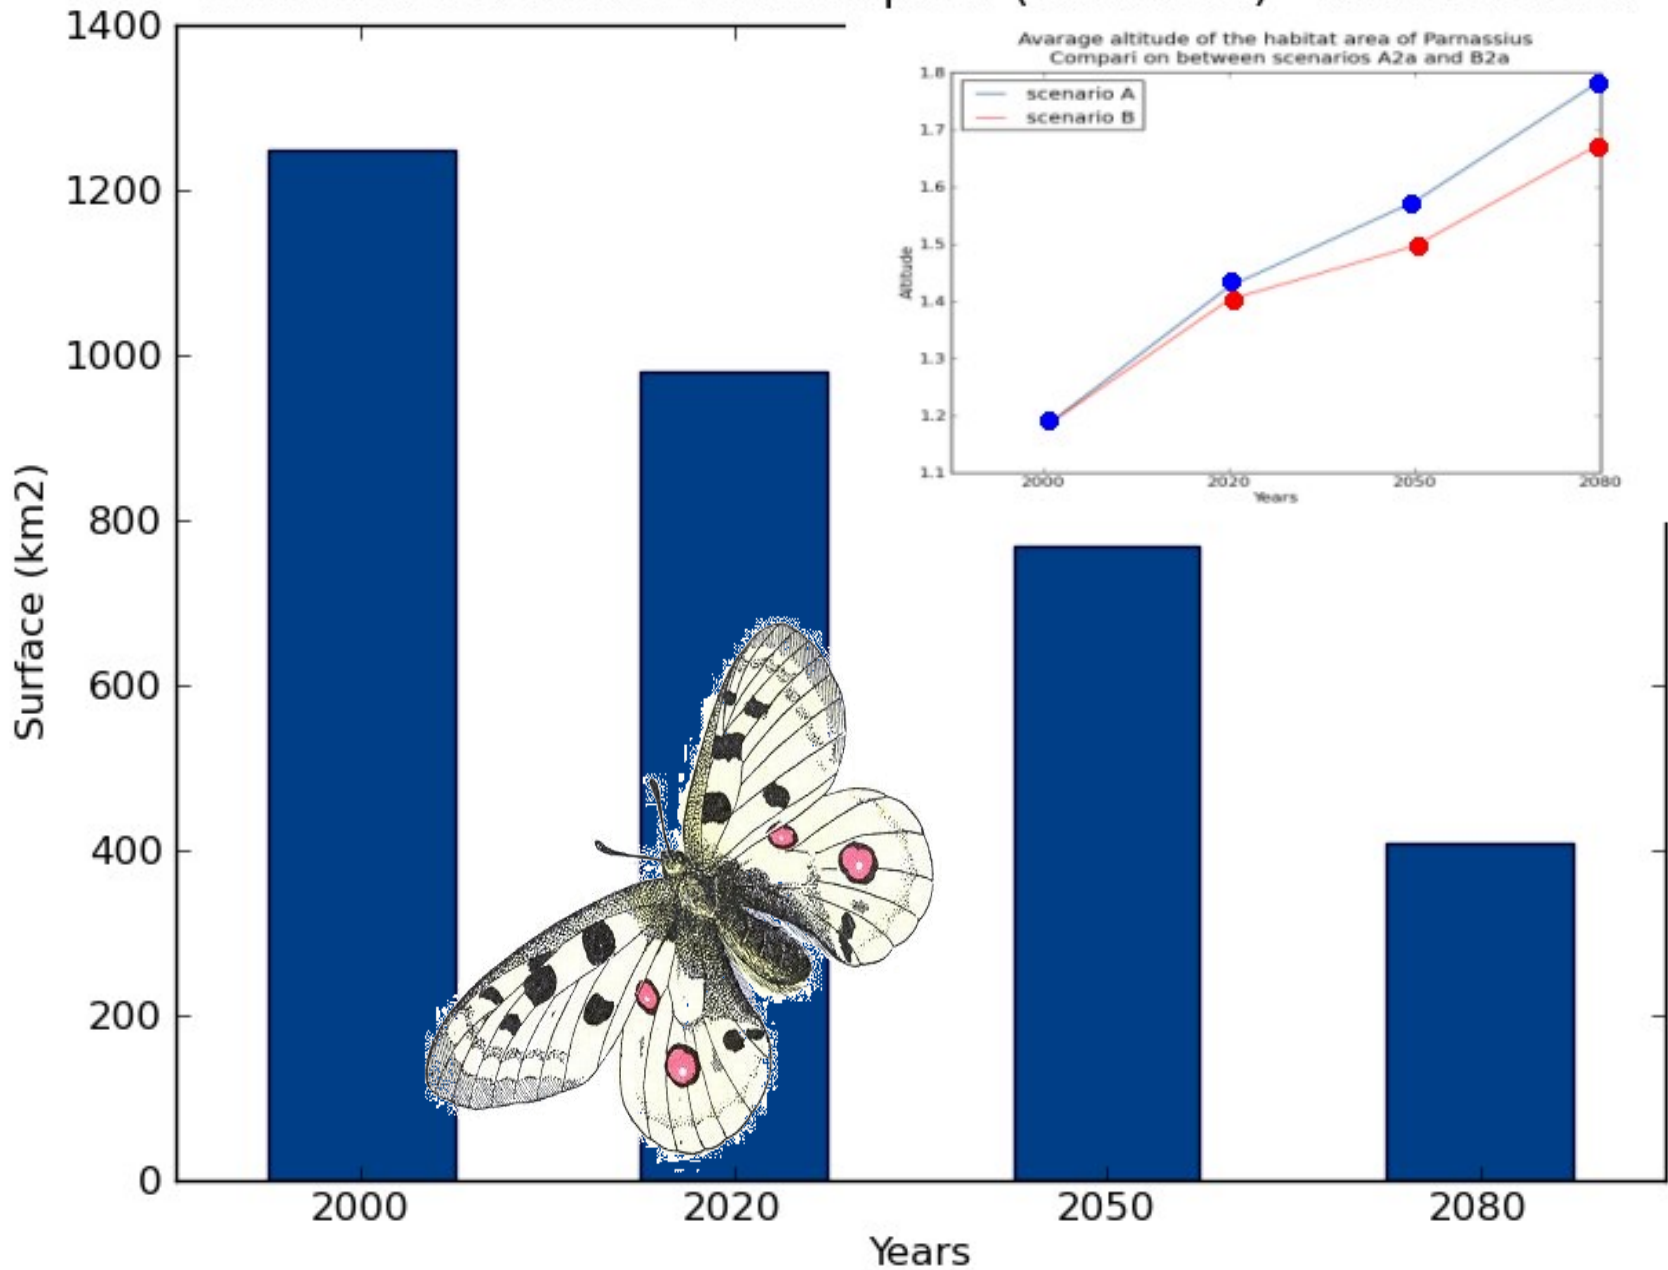 Avarage altitude of the habitat area of Parnassius
Compari on between scenarios A2a and B2a
scenario A
scenario B
1.8
1.7
1.6
1.5
1.4
1.3
1.2
1.1
Altitude
2000 2020 2050 2080
Years
1400
1200
1000
800
600
400
200
0
Surface (km2)
2000 2020 2050 2080
Years